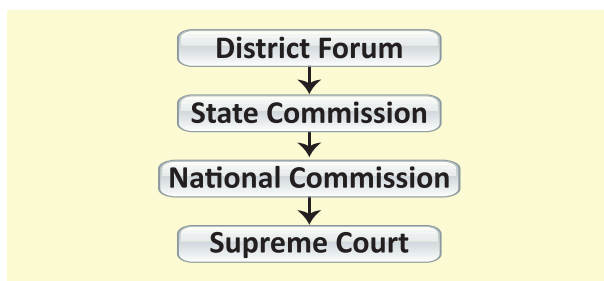 District Forum
State Commission
National Commission
Supreme Court